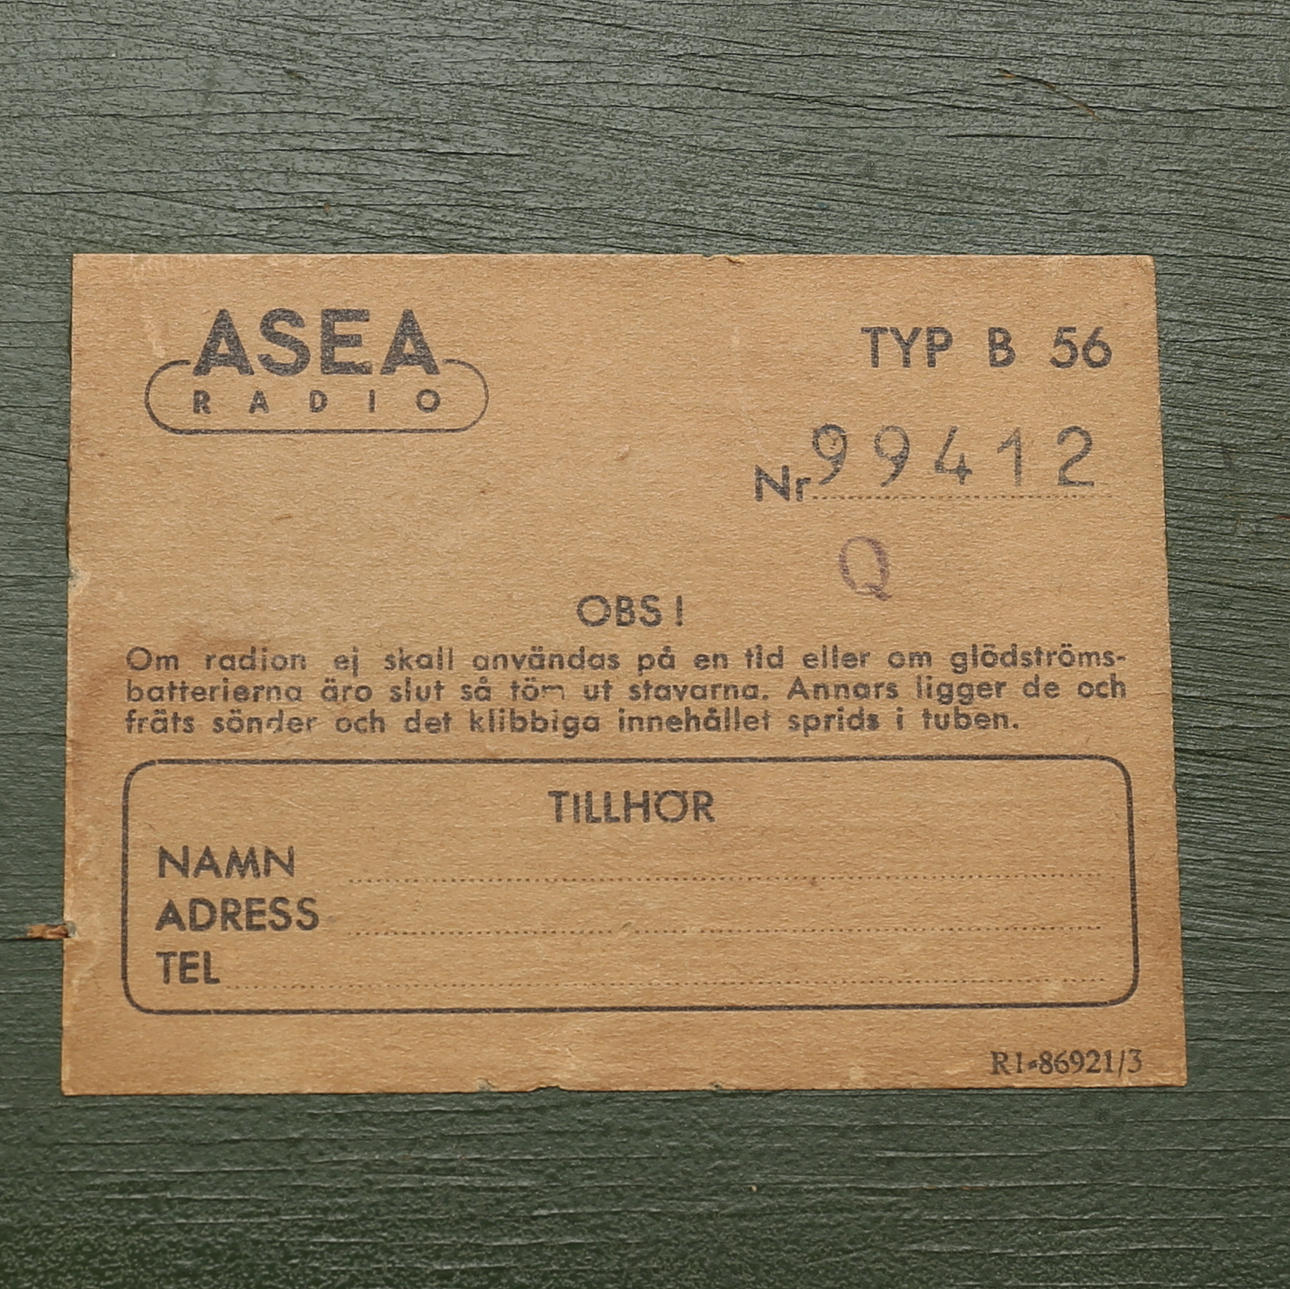 ASEA
RADIO
TYP B 56
Nr 99412
Q
OBS!
Om radion ej skall användas på en tid eller om glödströms-
batterierna äro slut så töm ut stavarna. Annars ligger de och
fräts sönder och det klibbiga innehållet sprids i tuben.
TILLHÖR
NAMN
ADRESS
TEL
RI-86921/3